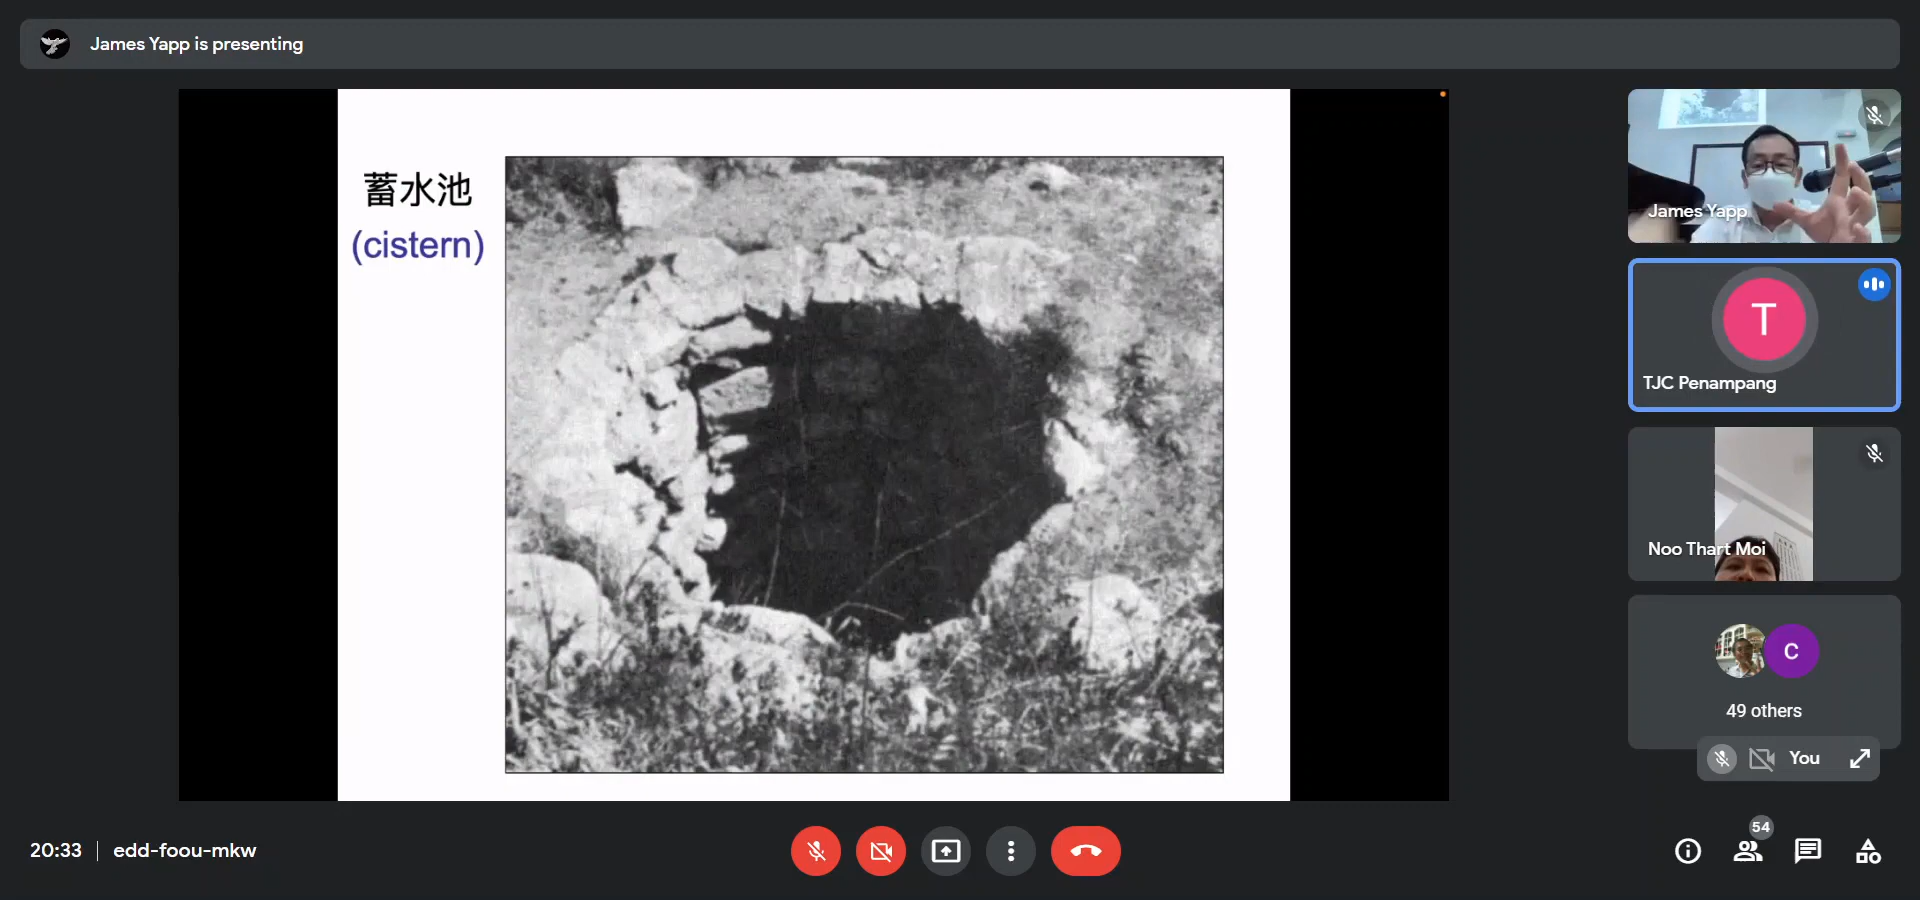 James Yapp is presenting
蓄水池
(cistern)
James Yapp
T
TJC Penampang
Noo Thart Moi
C
49 others
You
20:33 | edd-foou-mkw
54